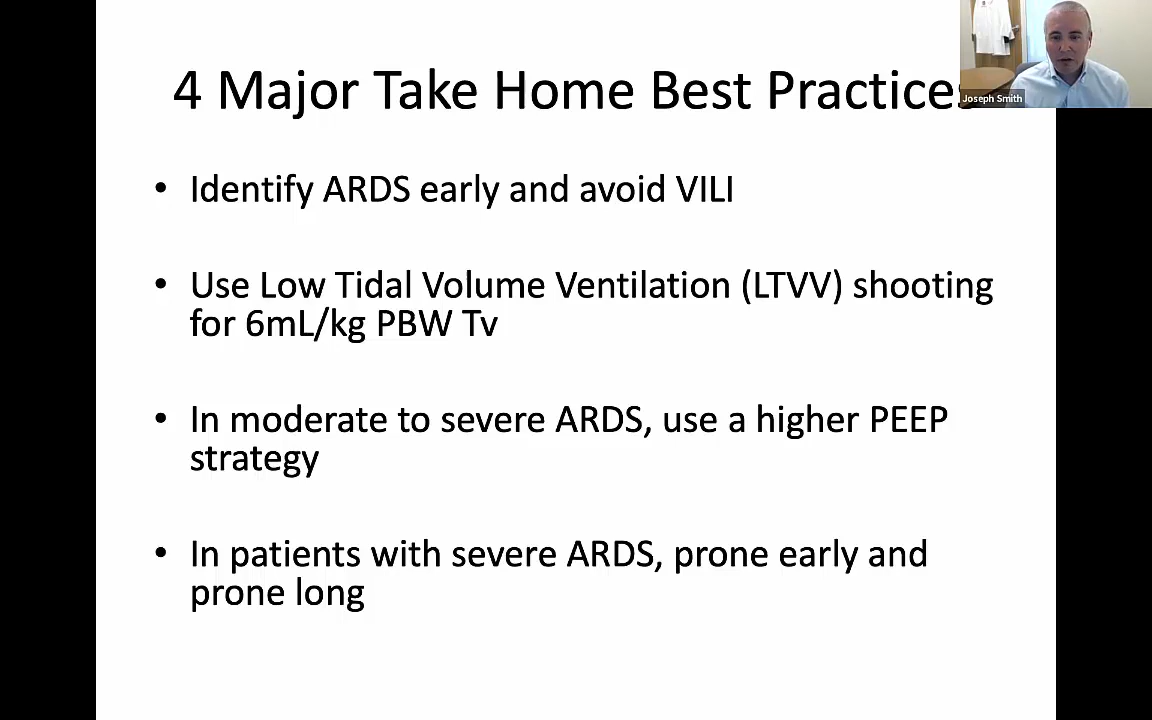 4 Major Take Home Best Practices
Joseph Smith
• Identify ARDS early and avoid VILI
• Use Low Tidal Volume Ventilation (LTVV) shooting
for 6mL/kg PBW Tv
• In moderate to severe ARDS, use a higher PEEP
strategy
• In patients with severe ARDS, prone early and
prone long